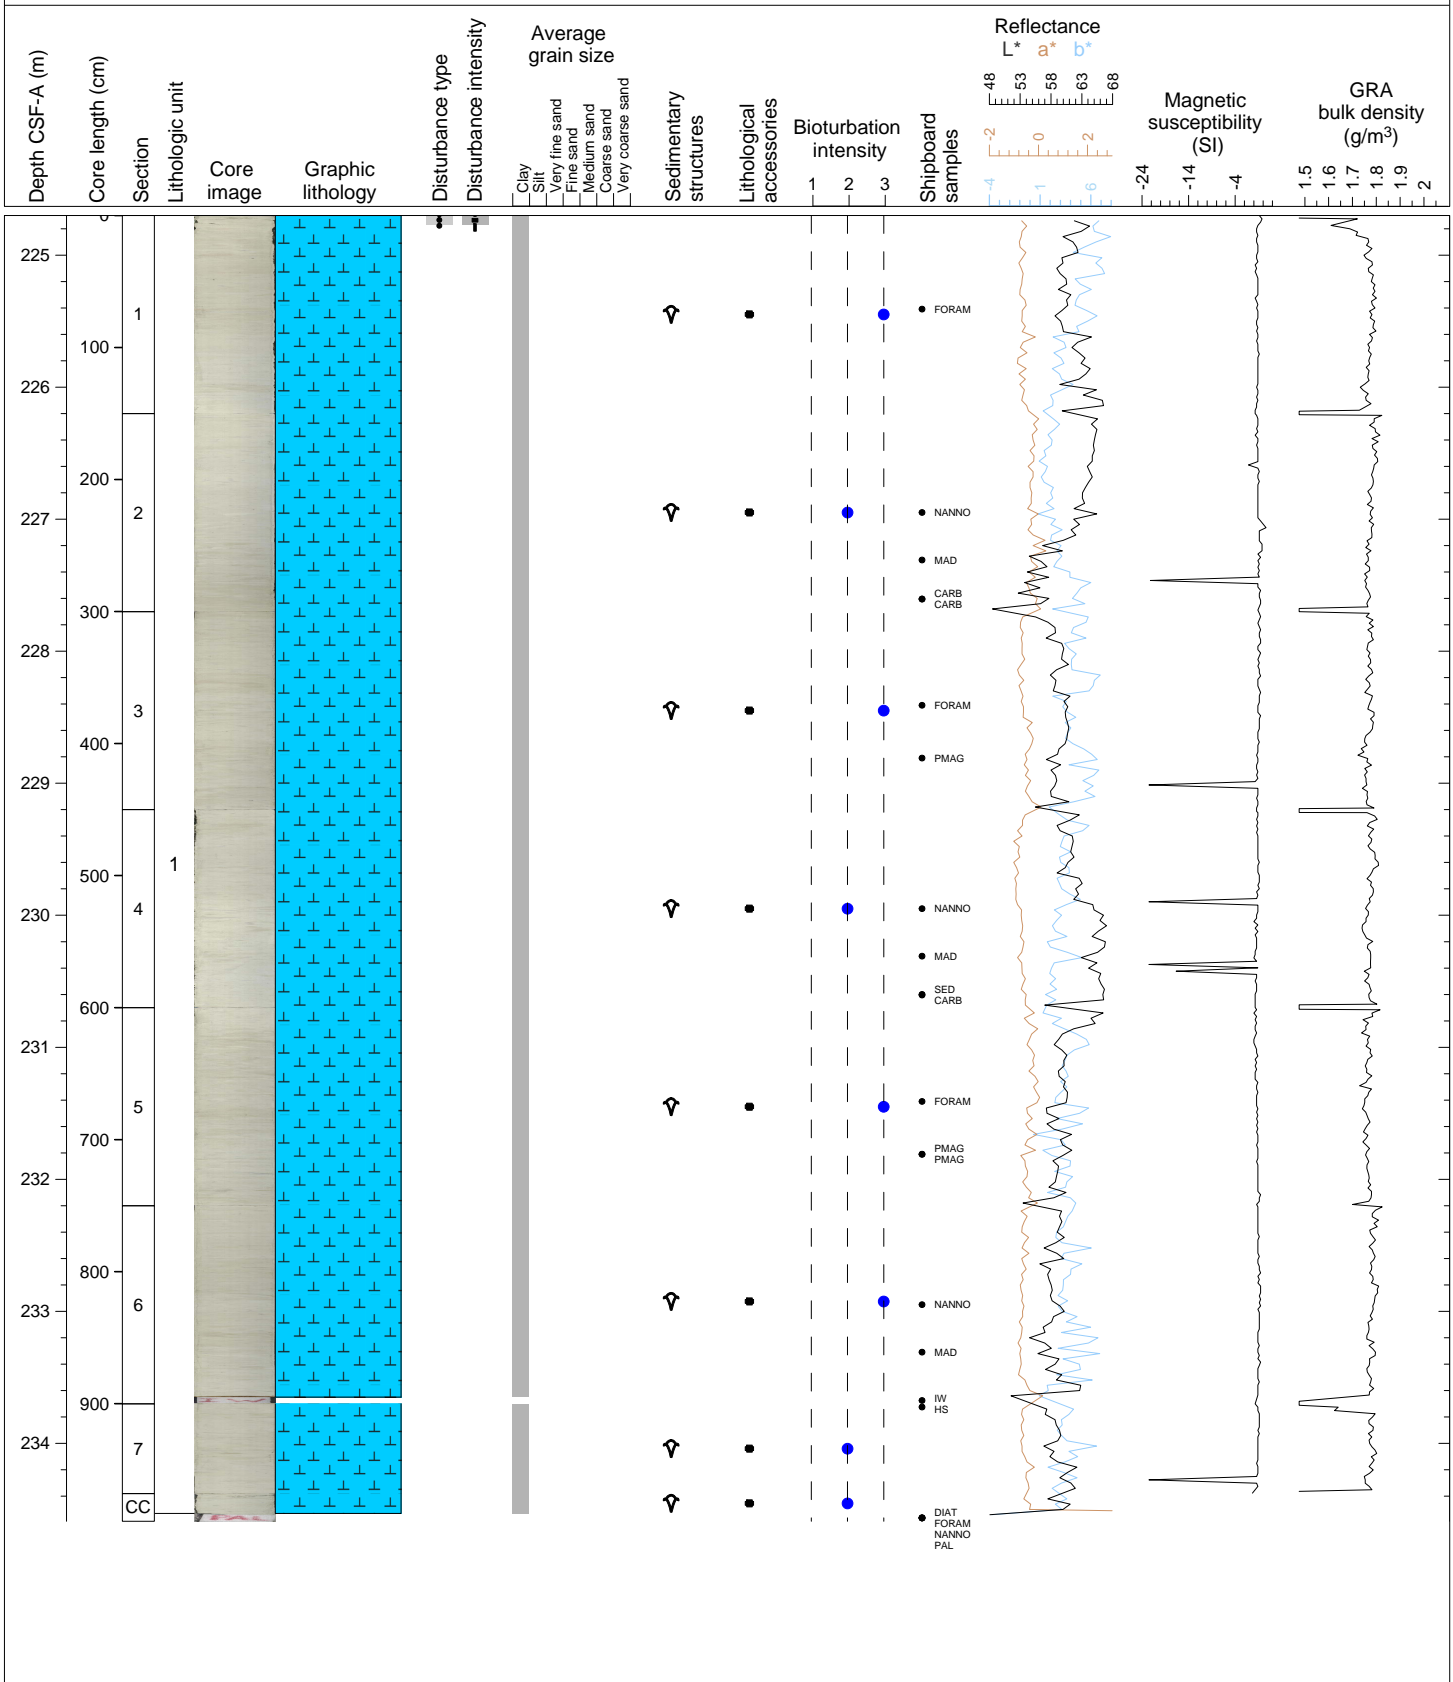 Depth CSF-A (m)
Core length (cm)
Section
Lithologic unit
Core
image
Graphic
lithology
Disturbance type
Disturbance intensity
Average
grain size
Clay
Silt
Very fine sand
Fine sand
Medium sand
Coarse sand
Very coarse sand
Sedimentary
structures
Lithological
accessories
Bioturbation
intensity
1 2 3
Shipboard
samples
Reflectance
L* a* b*
48 53 58 63 68
-2 0 2
-4 1 6
Magnetic
susceptibility
(SI)
-24 -14 -4
GRA
bulk density
(g/m3)
1.5 1.6 1.7 1.8 1.9 2
0
225
1
FORAM
100
226
200
2
227
NANNO
MAD
CARB
CARB
300
228
3
FORAM
400
PMAG
229
1
500
4
NANNO
230
MAD
SED
CARB
600
231
5
FORAM
700
PMAG
PMAG
232
800
6
NANNO
233
MAD
IW
900
HS
234
7
CC
PAL
DIAT
FORAM
NANNO
PAL